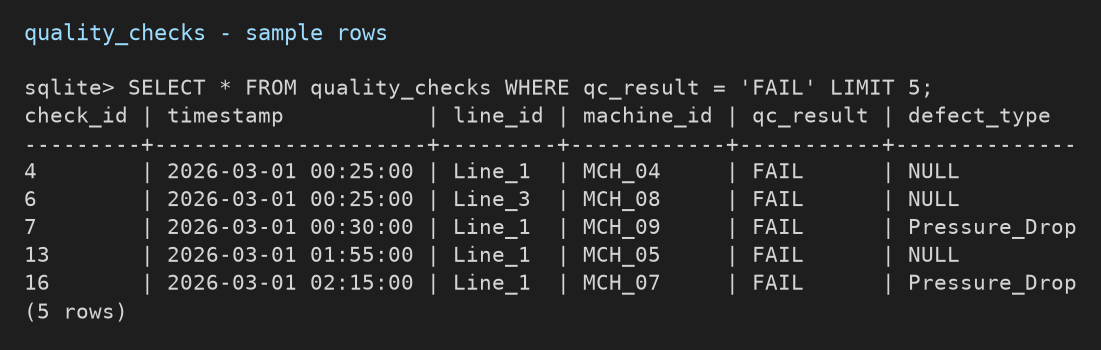 quality_checks - sample rows
sqlite> SELECT * FROM quality_checks WHERE qc_result = 'FAIL' LIMIT 5;
check_id | timestamp           | line_id | machine_id | qc_result | defect_type
---------+---------------------+---------+------------+-----------+--------------
4        | 2026-03-01 00:25:00 | Line_1  | MCH_04     | FAIL      | NULL
6        | 2026-03-01 00:25:00 | Line_3  | MCH_08     | FAIL      | NULL
7        | 2026-03-01 00:30:00 | Line_1  | MCH_09     | FAIL      | Pressure_Drop
13       | 2026-03-01 01:55:00 | Line_1  | MCH_05     | FAIL      | NULL
16       | 2026-03-01 02:15:00 | Line_1  | MCH_07     | FAIL      | Pressure_Drop
(5 rows)